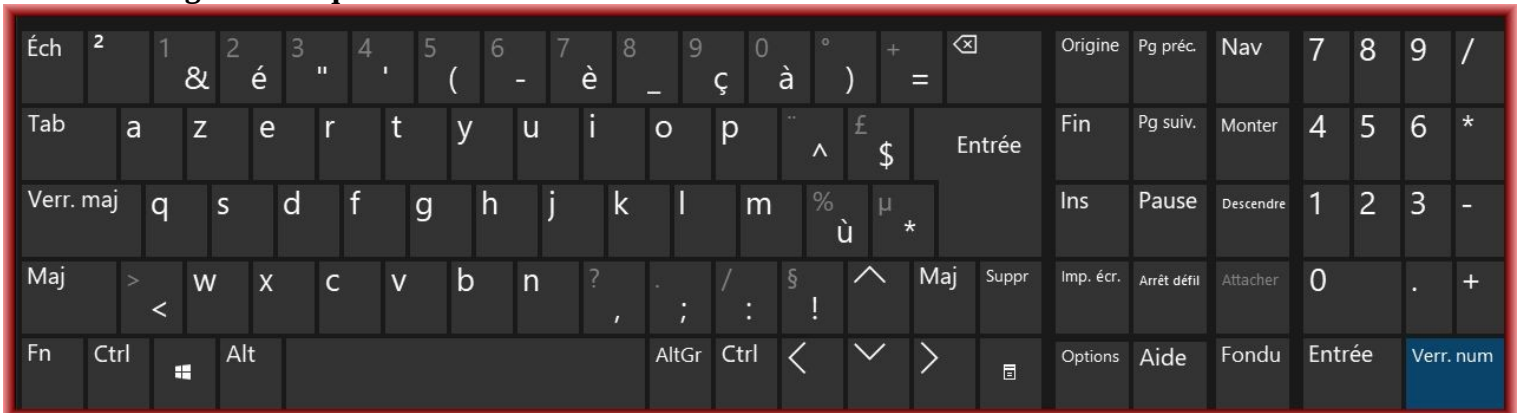 Éch ² 1 & 2 é 3 " 4 ' 5 ( 6 - 7 è 8 _ 9 ç 0 à ° ) + = Origine Pg préc. Nav 7 8 9 /
Tab a z e r t y u i o p ¨ ^ £ $ Entrée Fin Pg suiv. Monter 4 5 6 *
Verr. maj q s d f g h j k l m % ù µ * Ins Pause Descendre 1 2 3 -
Maj > < w x c v b n ? , . ; / : § ! Maj Suppr Imp. écr. Arrêt défil Attacher 0 . +
Fn Ctrl Alt AltGr Ctrl Options Aide Fondu Entrée Verr. num